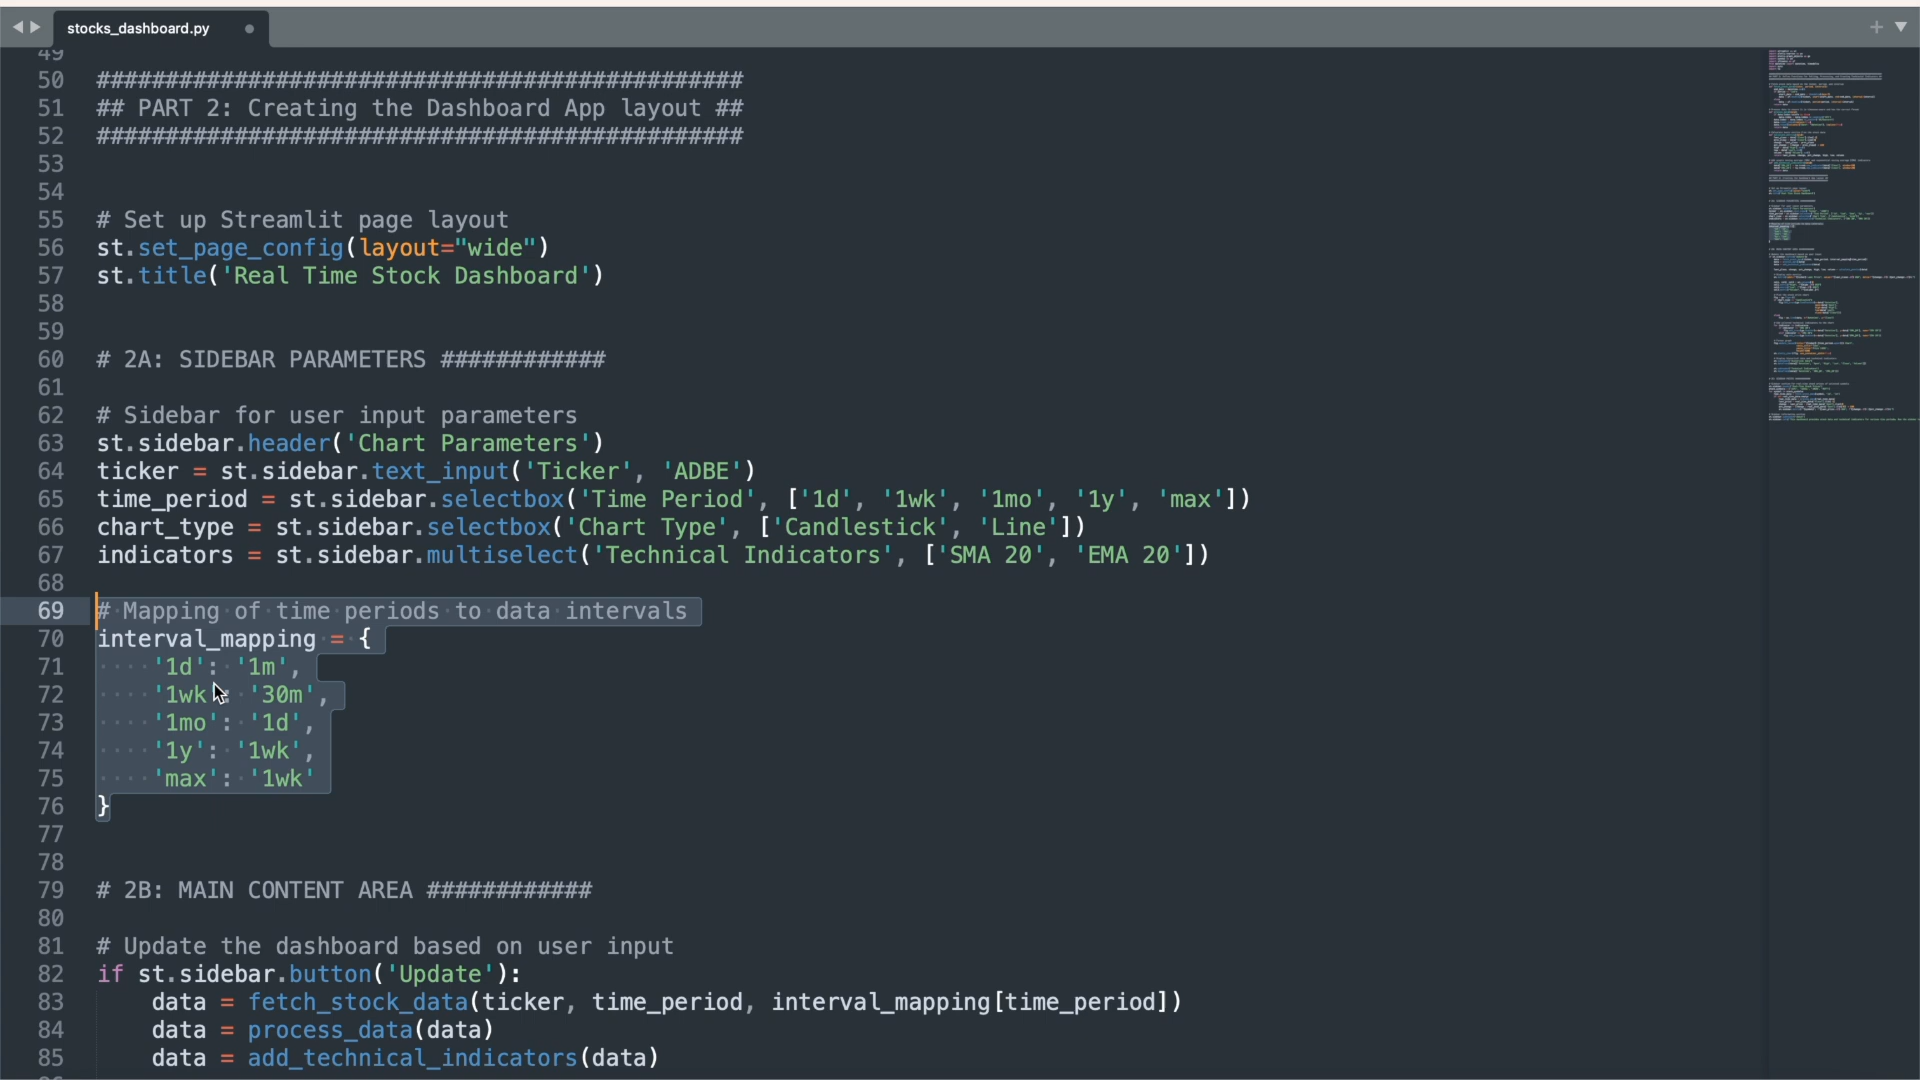 stocks_dashboard.py
49
50 ###############################################
51 ## PART 2: Creating the Dashboard App layout ##
52 ###############################################
53
54
55 # Set up Streamlit page layout
56 st.set_page_config(layout="wide")
57 st.title('Real Time Stock Dashboard')
58
59
60 # 2A: SIDEBAR PARAMETERS ############
61
62 # Sidebar for user input parameters
63 st.sidebar.header('Chart Parameters')
64 ticker = st.sidebar.text_input('Ticker', 'ADBE')
65 time_period = st.sidebar.selectbox('Time Period', ['1d', '1wk', '1mo', '1y', 'max'])
66 chart_type = st.sidebar.selectbox('Chart Type', ['Candlestick', 'Line'])
67 indicators = st.sidebar.multiselect('Technical Indicators', ['SMA 20', 'EMA 20'])
68
69 # Mapping of time periods to data intervals
70 interval_mapping = {
71     '1d': '1m',
72     '1wk': '30m',
73     '1mo': '1d',
74     '1y': '1wk',
75     'max': '1wk'
76 }
77
78
79 # 2B: MAIN CONTENT AREA ############
80
81 # Update the dashboard based on user input
82 if st.sidebar.button('Update'):
83     data = fetch_stock_data(ticker, time_period, interval_mapping[time_period])
84     data = process_data(data)
85     data = add_technical_indicators(data)